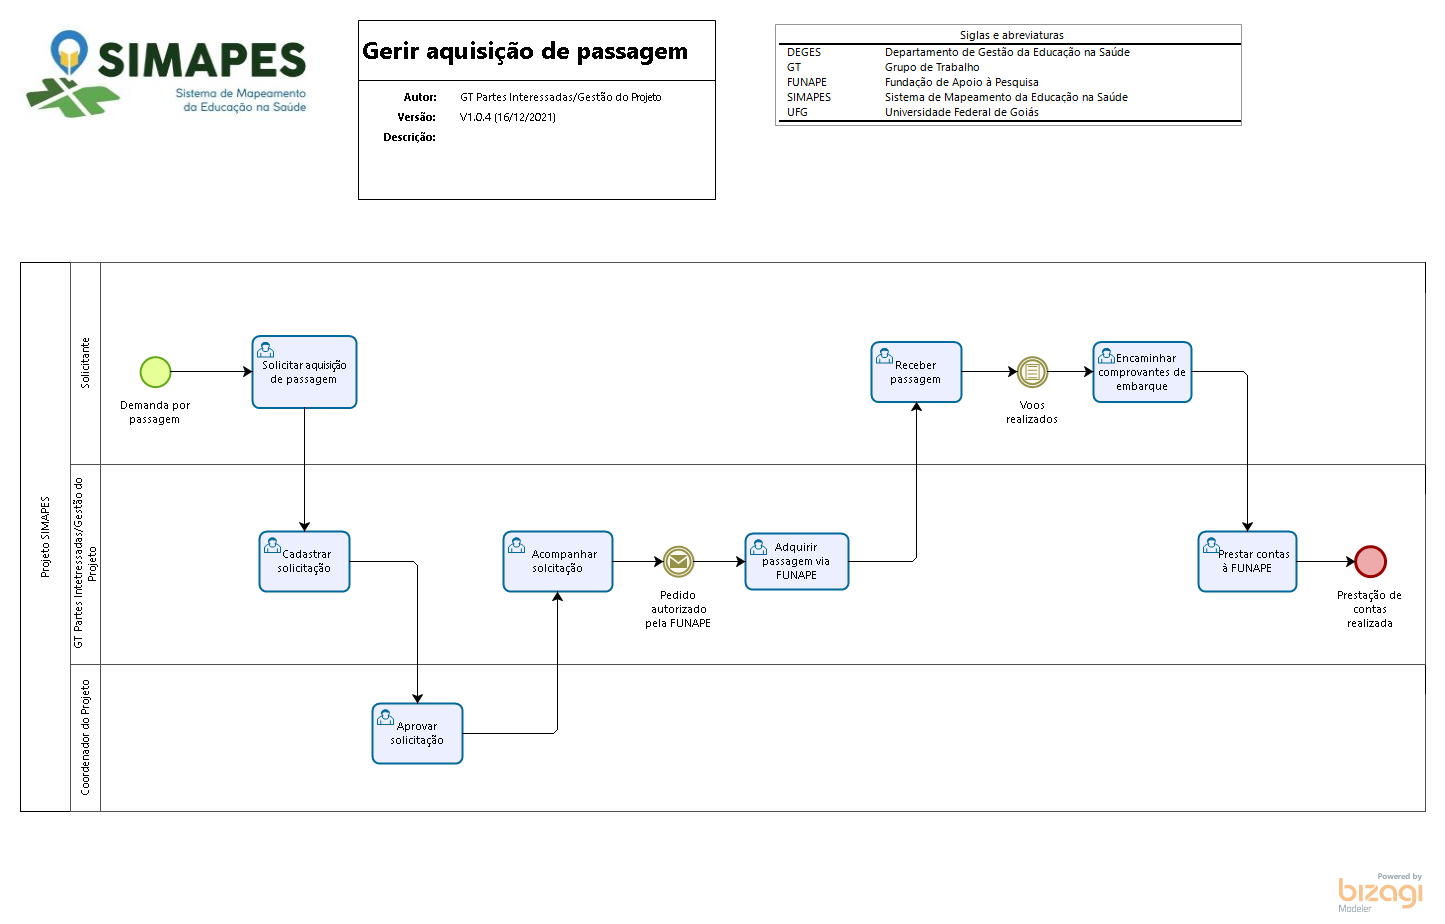 SIMAPES
Sistema de Mapeamento
da Educação na Saúde
Gerir aquisição de passagem
Autor: GT Partes Interessadas/Gestão do Projeto
Versão: V1.0.4 (16/12/2021)
Descrição:
Siglas e abreviaturas
DEGES Departamento de Gestão da Educação na Saúde
GT Grupo de Trabalho
FUNAPE Fundação de Apoio à Pesquisa
SIMAPES Sistema de Mapeamento da Educação na Saúde
UFG Universidade Federal de Goiás
Projeto SIMAPES
Solicitante
Demanda por
passagem
Solicitar aquisição
de passagem
Receber
passagem
Voos
realizados
Encaminhar
comprovantes de
embarque
GT Partes Intetressadas/Gestão do
Projeto
Cadastrar
solicitação
Acompanhar
solcitação
Pedido
autorizado
pela FUNAPE
Adquirir
passagem via
FUNAPE
Prestar contas
à FUNAPE
Prestação de
contas
realizada
Coordenador do Projeto
Aprovar
solicitação
Powered by
bizagi
Modeler